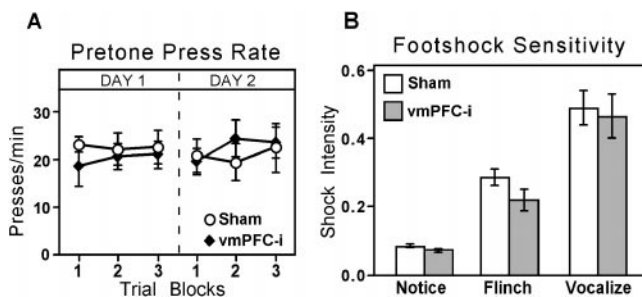 A
Pretone Press Rate
DAY 1
DAY 2
Presses/min
30
20
10
0
Sham
vmPFC-i
1 2 3 1 2 3
Trial Blocks
B
Footshock Sensitivity
Shock Intensity
0.6
0.4
0.2
0.0
Sham
vmPFC-i
Notice Flinch Vocalize